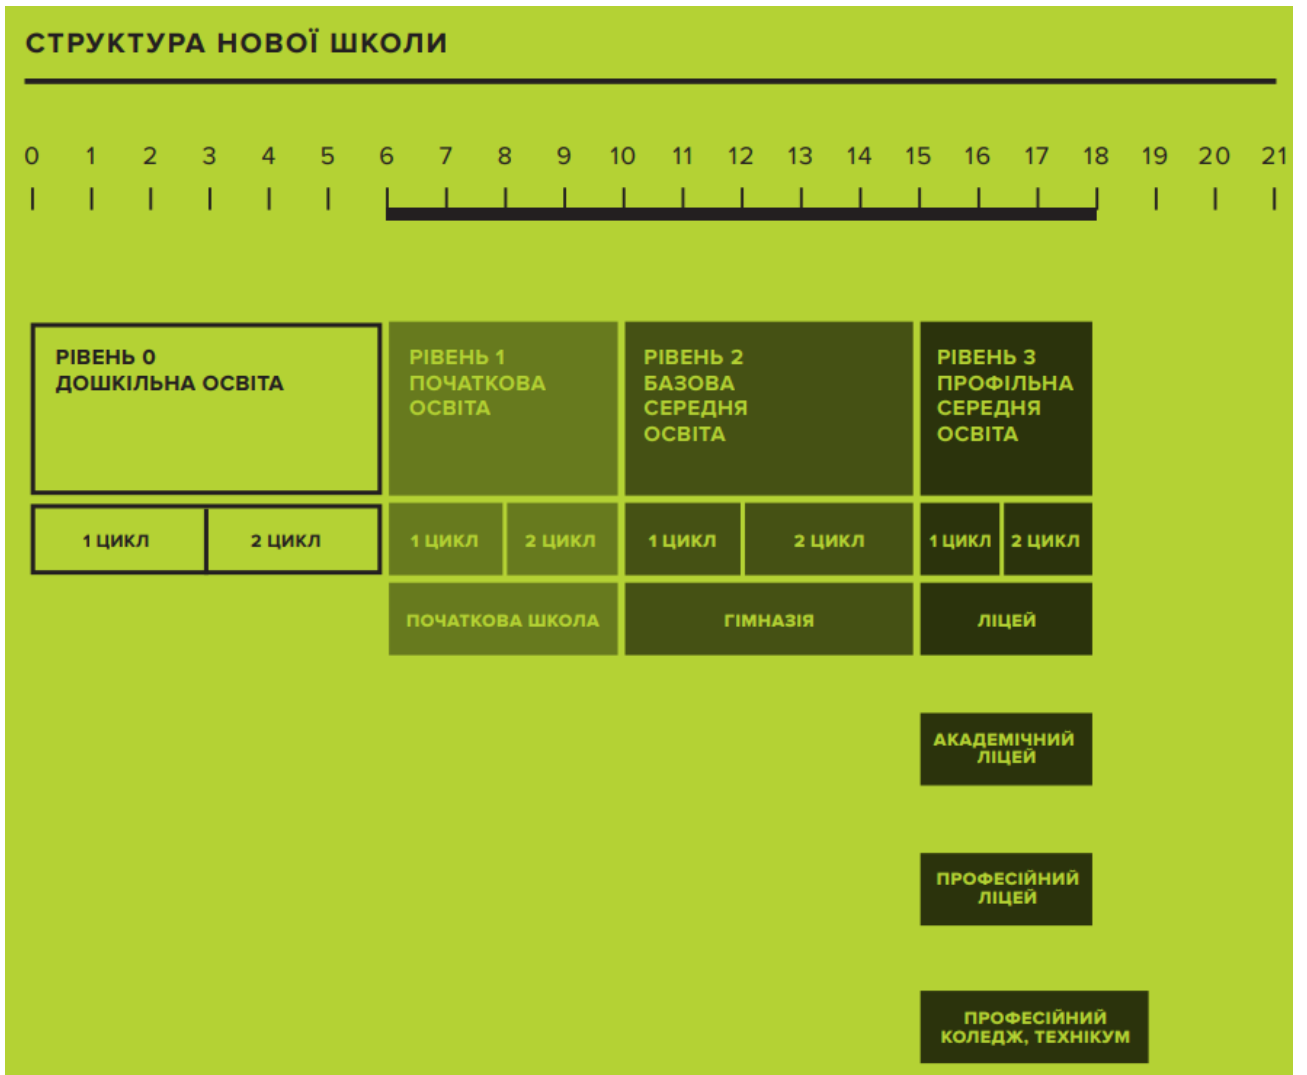 СТРУКТУРА НОВОЇ ШКОЛИ
0 1 2 3 4 5 6 7 8 9 10 11 12 13 14 15 16 17 18 19 20 21
РІВЕНЬ 0
ДОШКІЛЬНА ОСВІТА
РІВЕНЬ 1
ПОЧАТКОВА
ОСВІТА
РІВЕНЬ 2
БАЗОВА
СЕРЕДНЯ
ОСВІТА
РІВЕНЬ 3
ПРОФІЛЬНА
СЕРЕДНЯ
ОСВІТА
1 ЦИКЛ 2 ЦИКЛ 1 ЦИКЛ 2 ЦИКЛ 1 ЦИКЛ 2 ЦИКЛ 1 ЦИКЛ 2 ЦИКЛ
ПОЧАТКОВА ШКОЛА ГІМНАЗІЯ ЛІЦЕЙ
АКАДЕМІЧНИЙ
ЛІЦЕЙ
ПРОФЕСІЙНИЙ
ЛІЦЕЙ
ПРОФЕСІЙНИЙ
КОЛЕДЖ, ТЕХНІКУМ